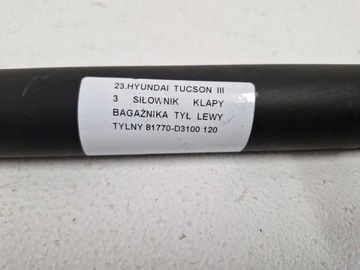 23.HYUNDAI TUCSON III
3 SIŁOWNIK KLAPY
BAGAŻNIKA TYŁ LEWY
TYLNY 81770-D3100 120